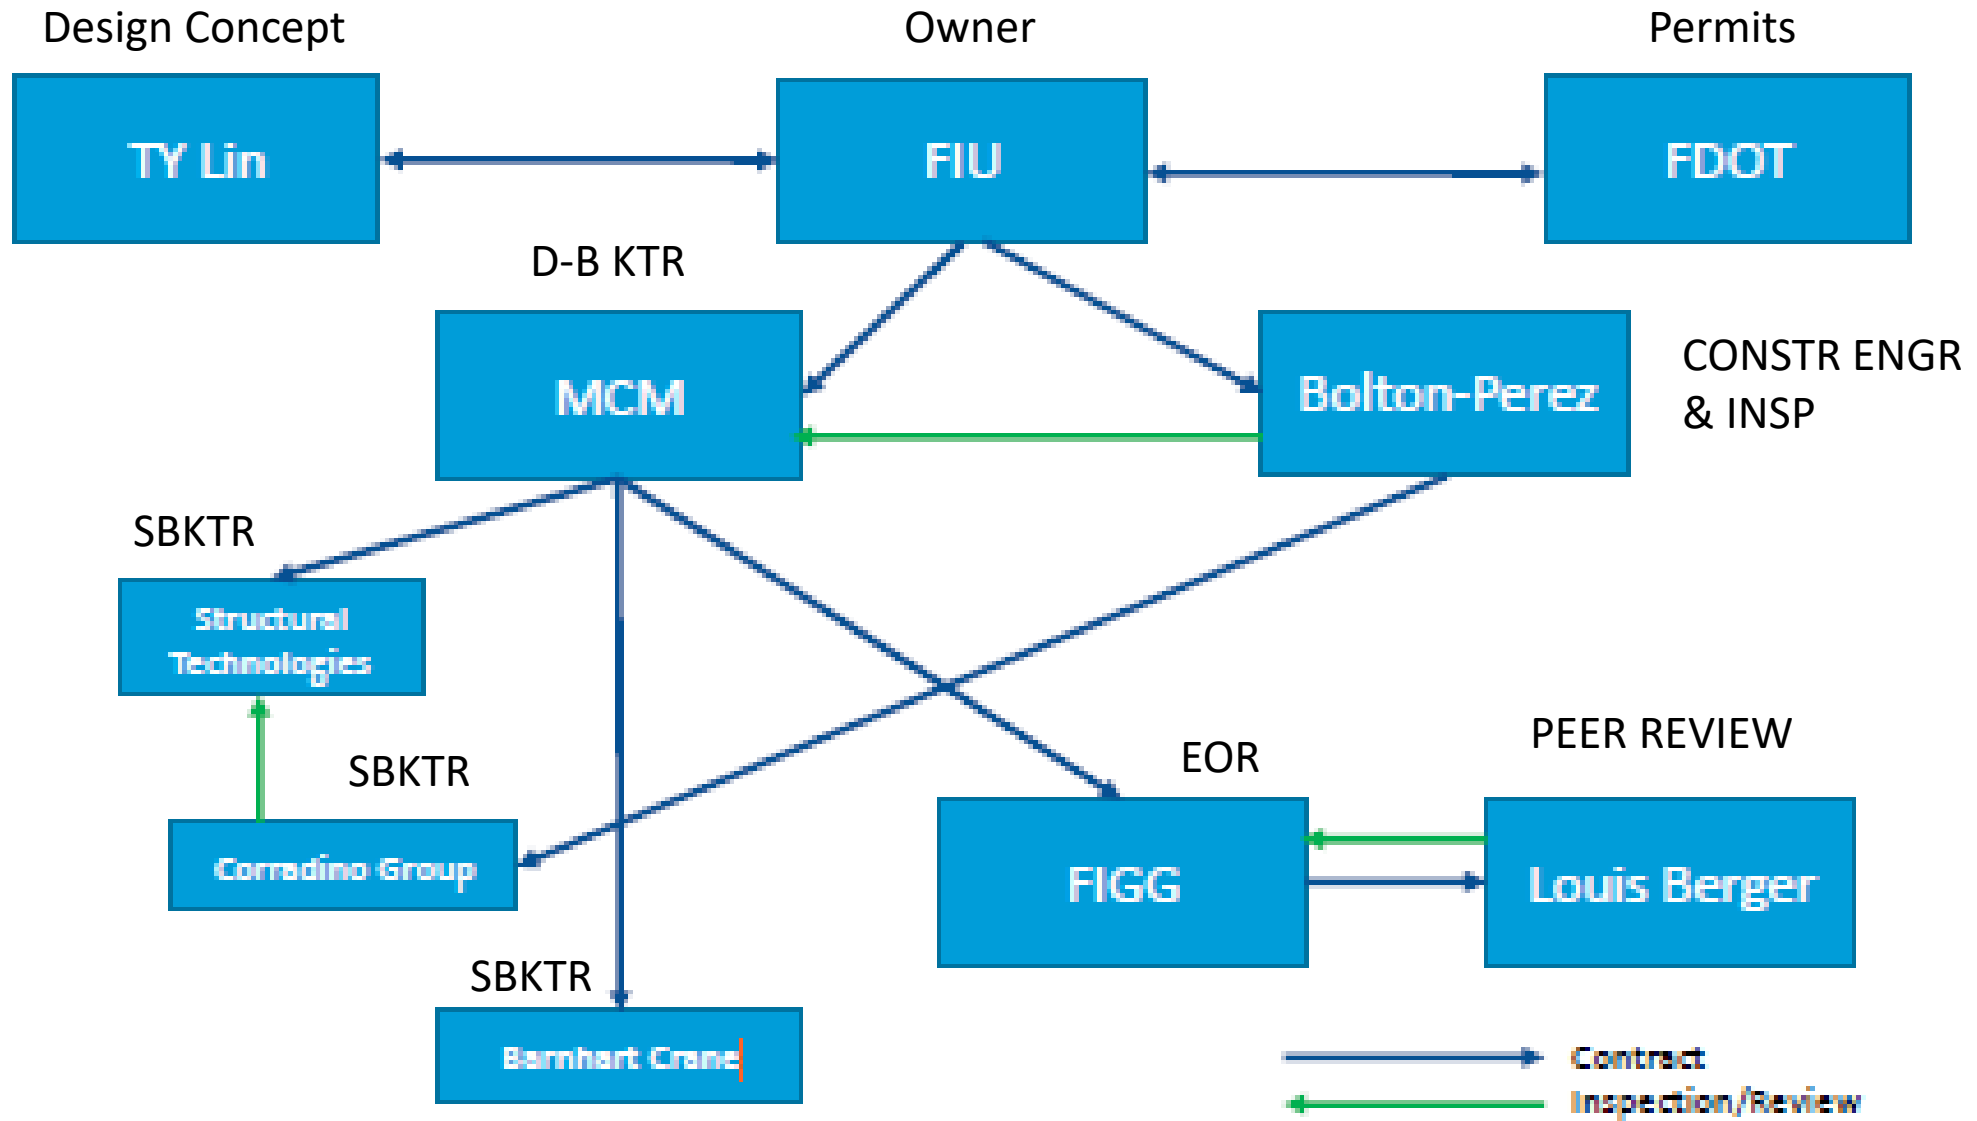 Design Concept
Owner
Permits
TY Lin
FIU
FDOT
D-B KTR
MCM
Bolton-Perez
CONSTR ENGR
& INSP
SBKTR
Structural
Technologies
SBKTR
EOR
PEER REVIEW
Corradino Group
FIGG
Louis Berger
SBKTR
Barnhart Crane
Contract
Inspection/Review